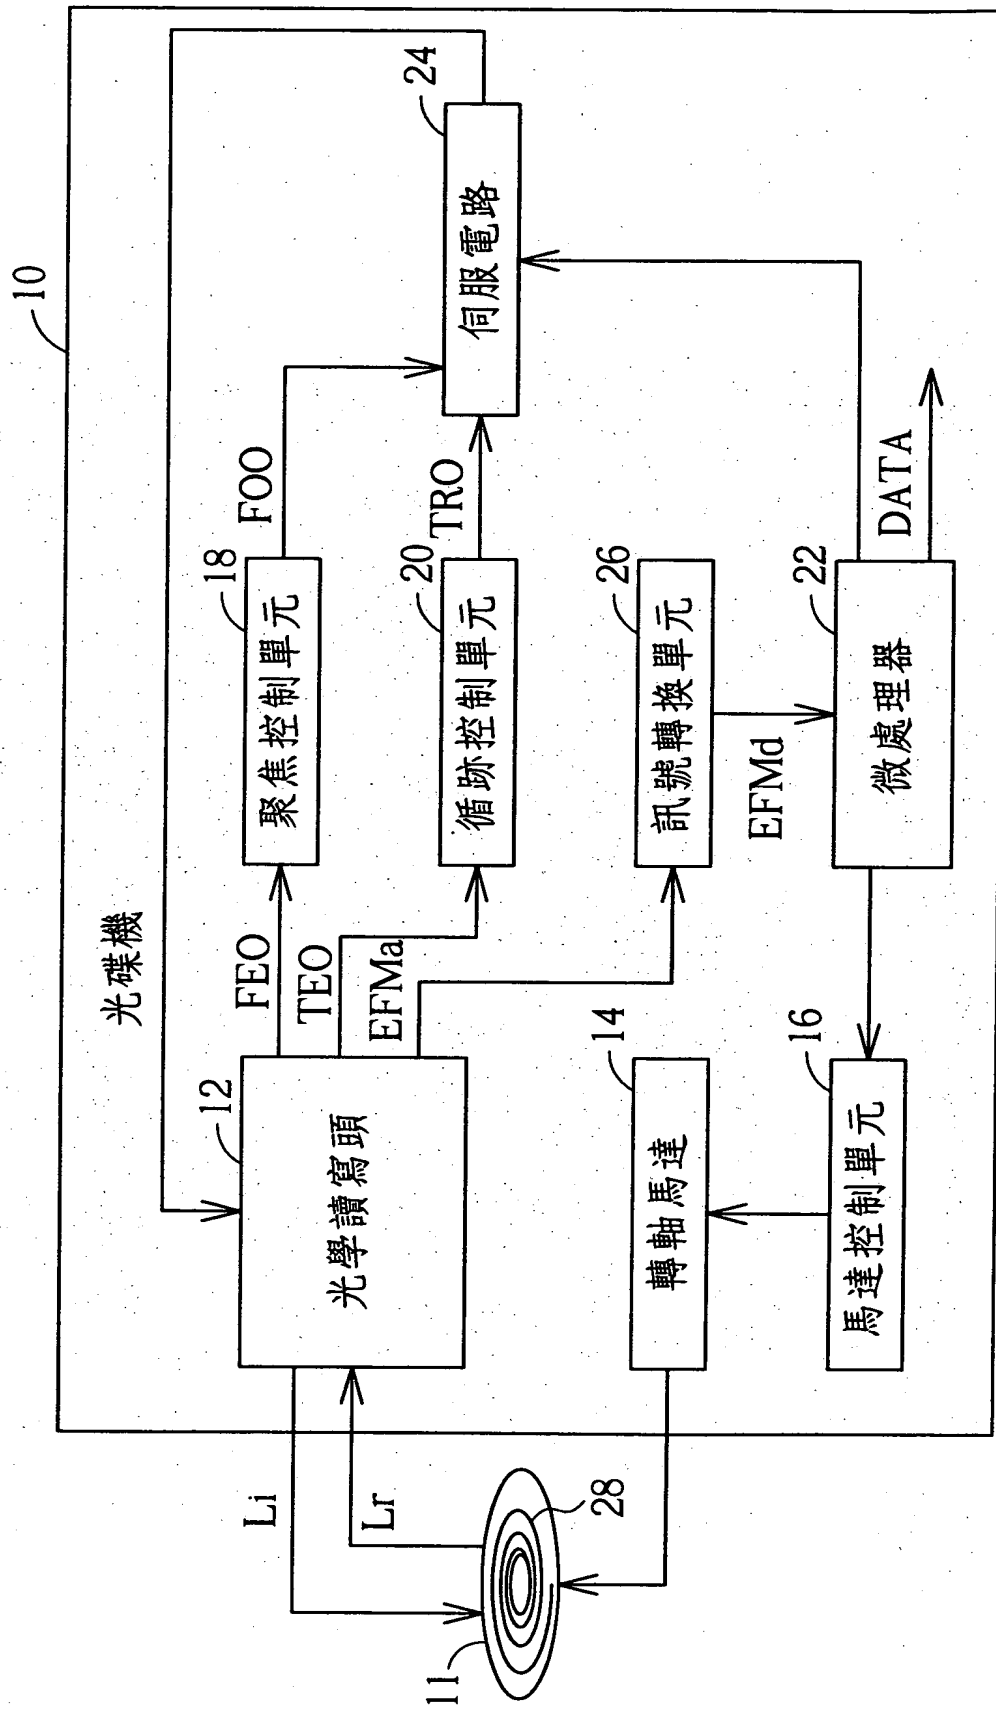 10
光碟機
12
光學讀寫頭
FEO
TEO
EFMa
18
聚焦控制單元
FOO
20
循跡控制單元
TRO
24
伺服電路
Li
Lr
11
28
14
轉軸馬達
26
訊號轉換單元
EFMd
16
馬達控制單元
22
微處理器
DATA